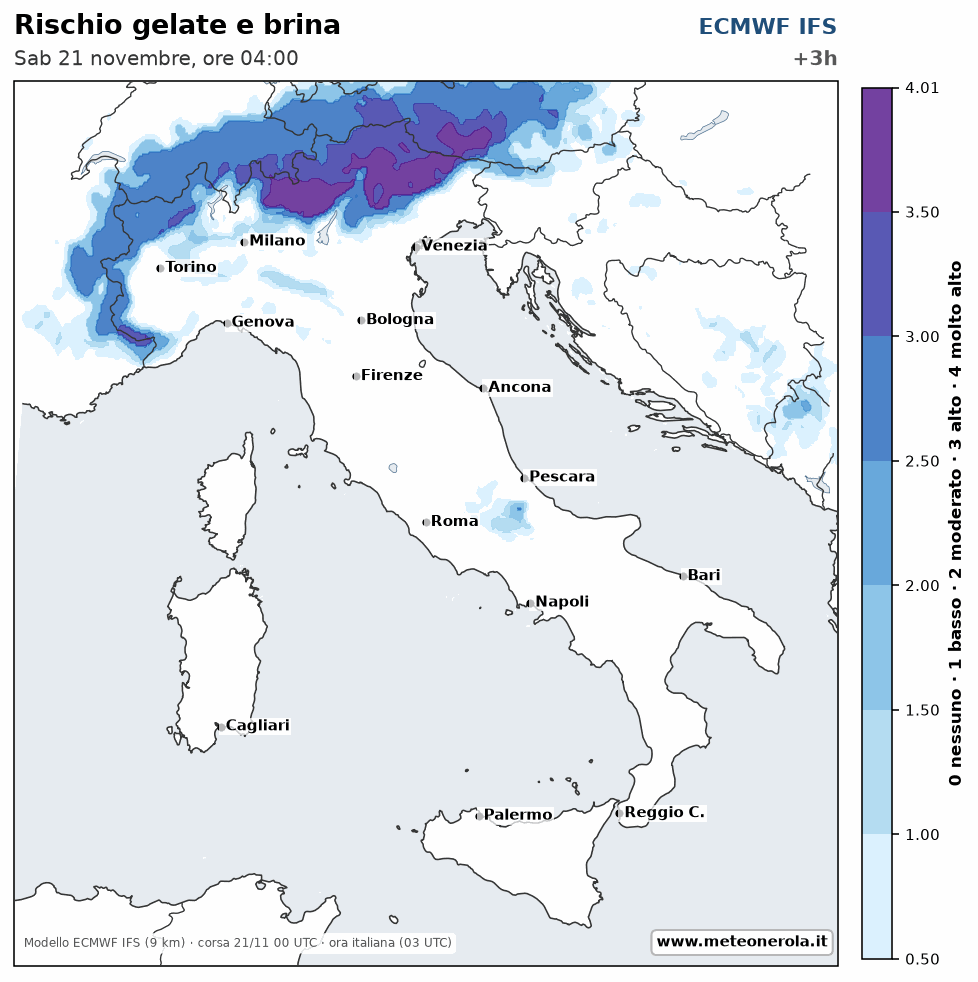 Rischio gelate e brina
ECMWF IFS
Sab 21 novembre, ore 04:00
+3h
Milano
Venezia
Torino
Genova
Bologna
Firenze
Ancona
Pescara
Roma
Bari
Napoli
Cagliari
Palermo
Reggio C.
Modello ECMWF IFS (9 km) · corsa 21/11 00 UTC · ora italiana (03 UTC)
www.meteonerola.it
4.01
3.50
3.00
2.50
2.00
1.50
1.00
0.50
0 nessuno · 1 basso · 2 moderato · 3 alto · 4 molto alto